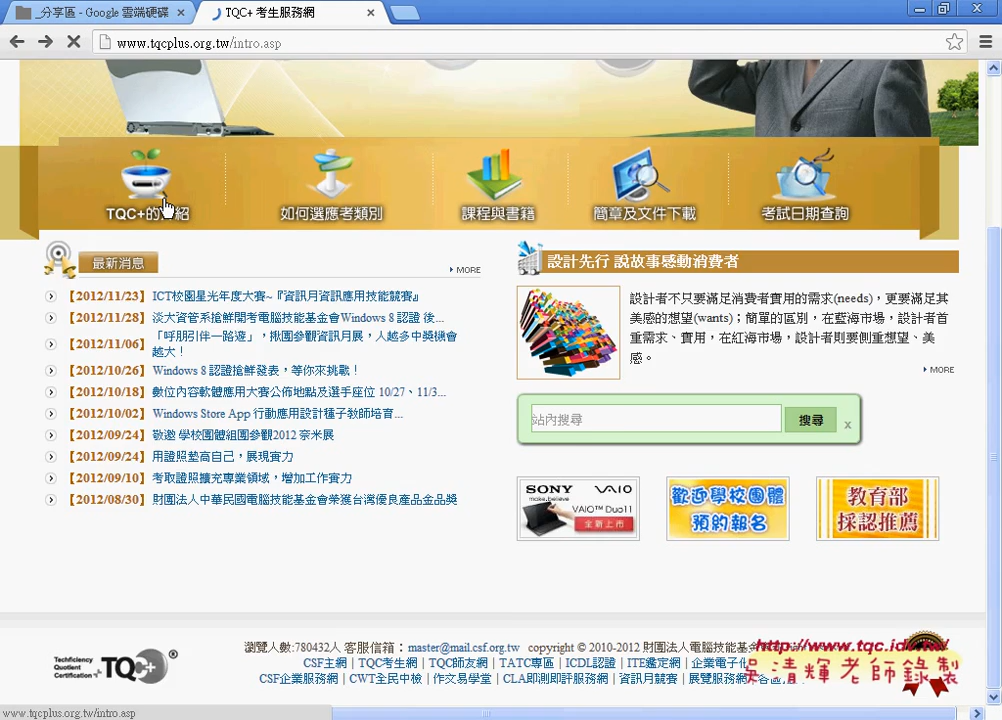 _分享區 - Google 雲端硬碟
TQC+ 考生服務網
www.tqcplus.org.tw/intro.asp
如何選應考類別
課程與書籍
簡章及文件下載
考試日期查詢
最新消息
MORE
【2012/11/23】ICT校園星光年度大賽~『資訊月資訊應用技能競賽』
【2012/11/28】淡大資管系搶鮮開考電腦技能基金會Windows 8 認證 後...
【2012/11/06】「呼朋引伴一路遊」，揪團參觀資訊月展，人越多中獎機會越大！
【2012/10/26】Windows 8 認證搶鮮發表，等你來挑戰！
【2012/10/18】數位內容軟體應用大賽公佈地點及選手座位 10/27、11/3...
【2012/10/02】Windows Store App 行動應用設計種子教師培育...
【2012/09/24】敬邀 學校團體組團參觀2012 奈米展
【2012/09/24】用證照墊高自己，展現實力
【2012/09/10】考取證照擴充專業領域，增加工作實力
【2012/08/30】財團法人中華民國電腦技能基金會榮獲台灣優良產品金品獎
設計先行 說故事感動消費者
設計者不只要滿足消費者實用的需求(needs)，更要滿足其
美感的想望(wants)；簡單的區別，在藍海市場，設計者首
重需求、實用，在紅海市場，設計者則要側重想望、美
感。
MORE
站內搜尋
搜尋
x
SONY VAIO
make.believe
VAIO™ Duo11
全新上市
歡迎學校團體
預約報名
教育部
採認推薦
Techficiency
Quotient
Certification
TQC+
®
瀏覽人數:780432人 客服信箱：master@mail.csf.org.tw copyright © 2010-2012 財團法人電腦技能基
CSF主網 | TQC考生網 | TQC師友網 | TATC專區 | ICDL認證 | ITE鑑定網 | 企業電子化
CSF企業服務網 | CWT全民中檢 | 作文易學堂 | CLA即測即評服務網 | 資訊月競賽 | 展覽服務網
吳清輝老師錄製
www.tqcplus.org.tw/intro.asp